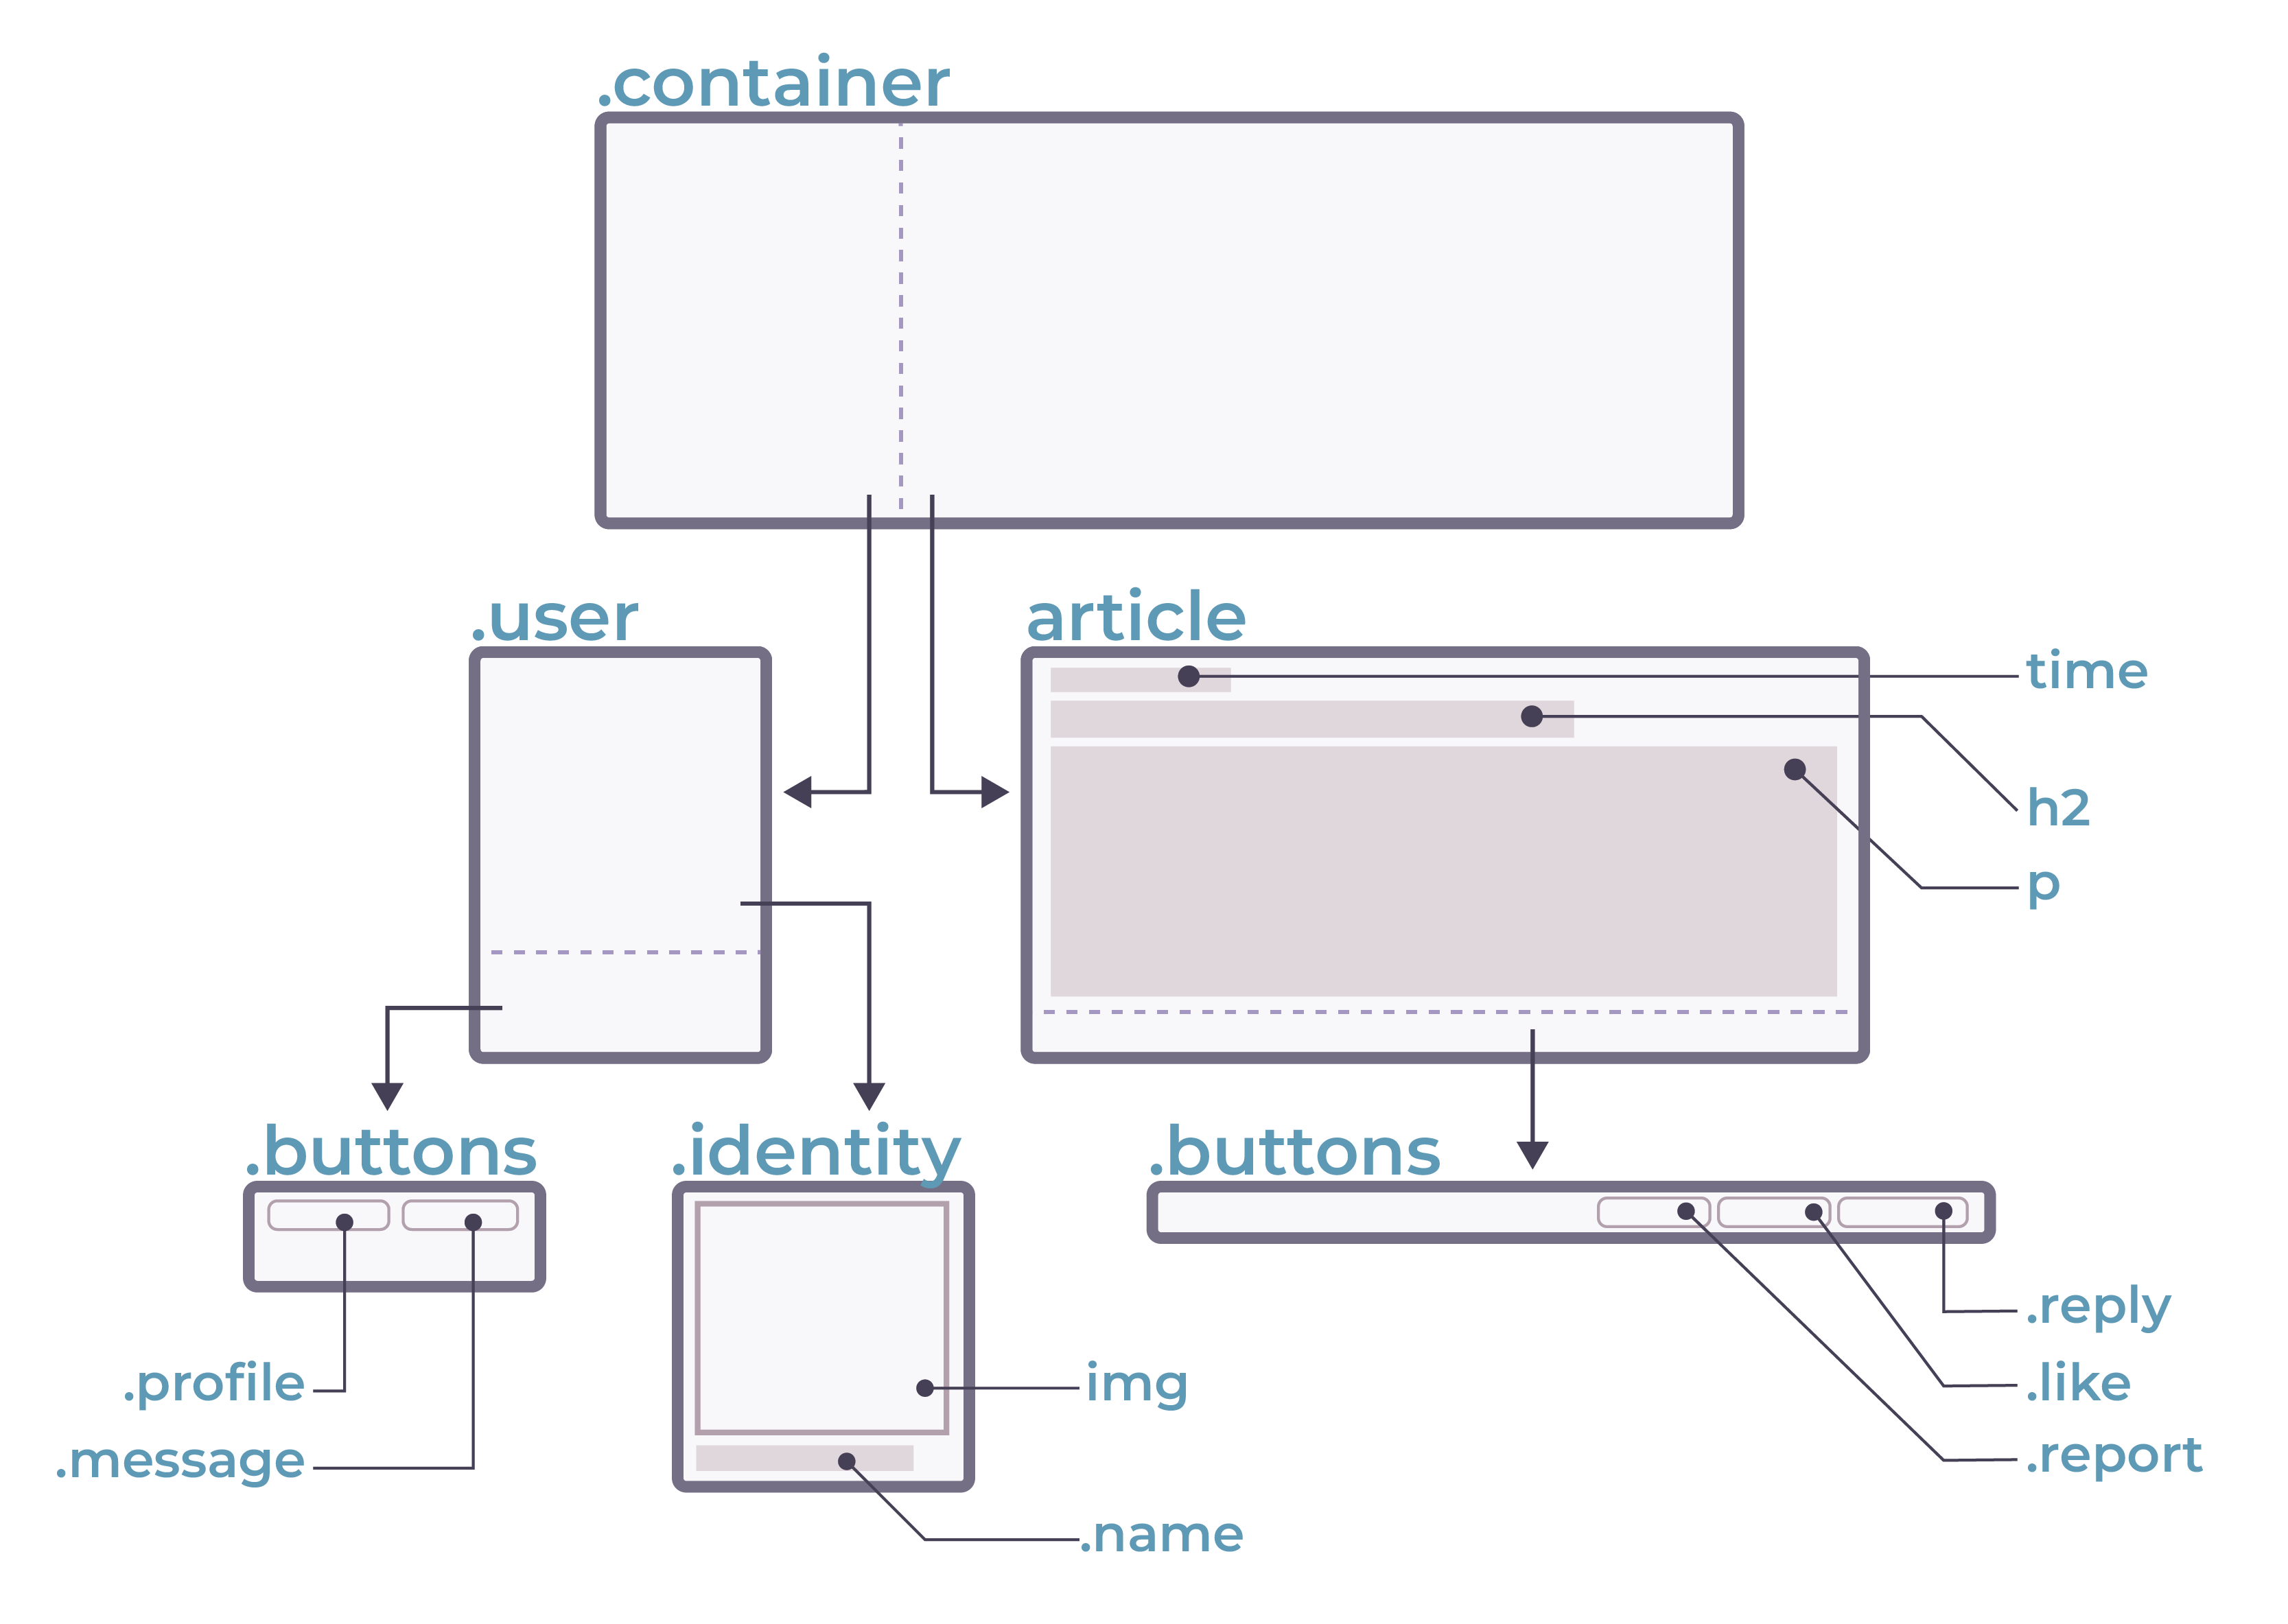 .container
.user
article
time
h2
p
.buttons
.identity
.buttons
.profile
.message
img
.name
.reply
.like
.report